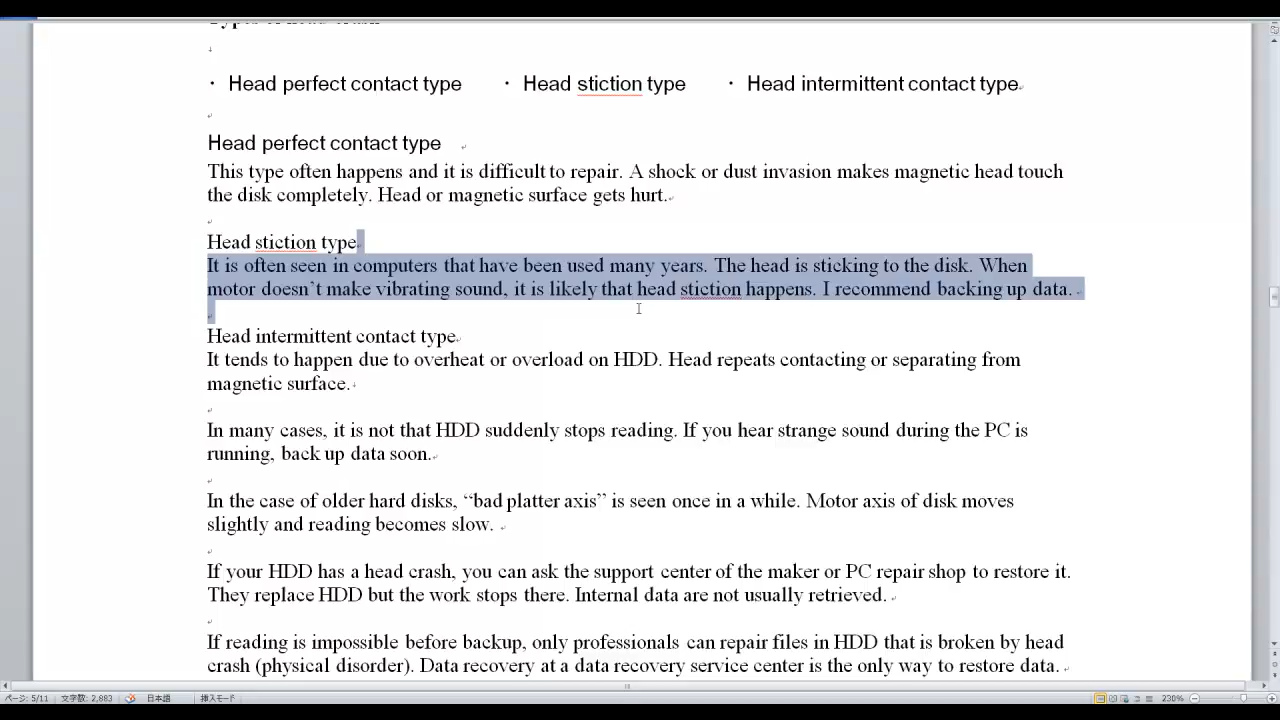 ・ Head perfect contact type ・ Head stiction type ・ Head intermittent contact type
Head perfect contact type
This type often happens and it is difficult to repair. A shock or dust invasion makes magnetic head touch
the disk completely. Head or magnetic surface gets hurt.
Head stiction type
It is often seen in computers that have been used many years. The head is sticking to the disk. When
motor doesn’t make vibrating sound, it is likely that head stiction happens. I recommend backing up data.
Head intermittent contact type
It tends to happen due to overheat or overload on HDD. Head repeats contacting or separating from
magnetic surface.
In many cases, it is not that HDD suddenly stops reading. If you hear strange sound during the PC is
running, back up data soon.
In the case of older hard disks, “bad platter axis” is seen once in a while. Motor axis of disk moves
slightly and reading becomes slow.
If your HDD has a head crash, you can ask the support center of the maker or PC repair shop to restore it.
They replace HDD but the work stops there. Internal data are not usually retrieved.
If reading is impossible before backup, only professionals can repair files in HDD that is broken by head
crash (physical disorder). Data recovery at a data recovery service center is the only way to restore data.
ページ: 5/11 文字数: 2,883 日本語 挿入モード 230%